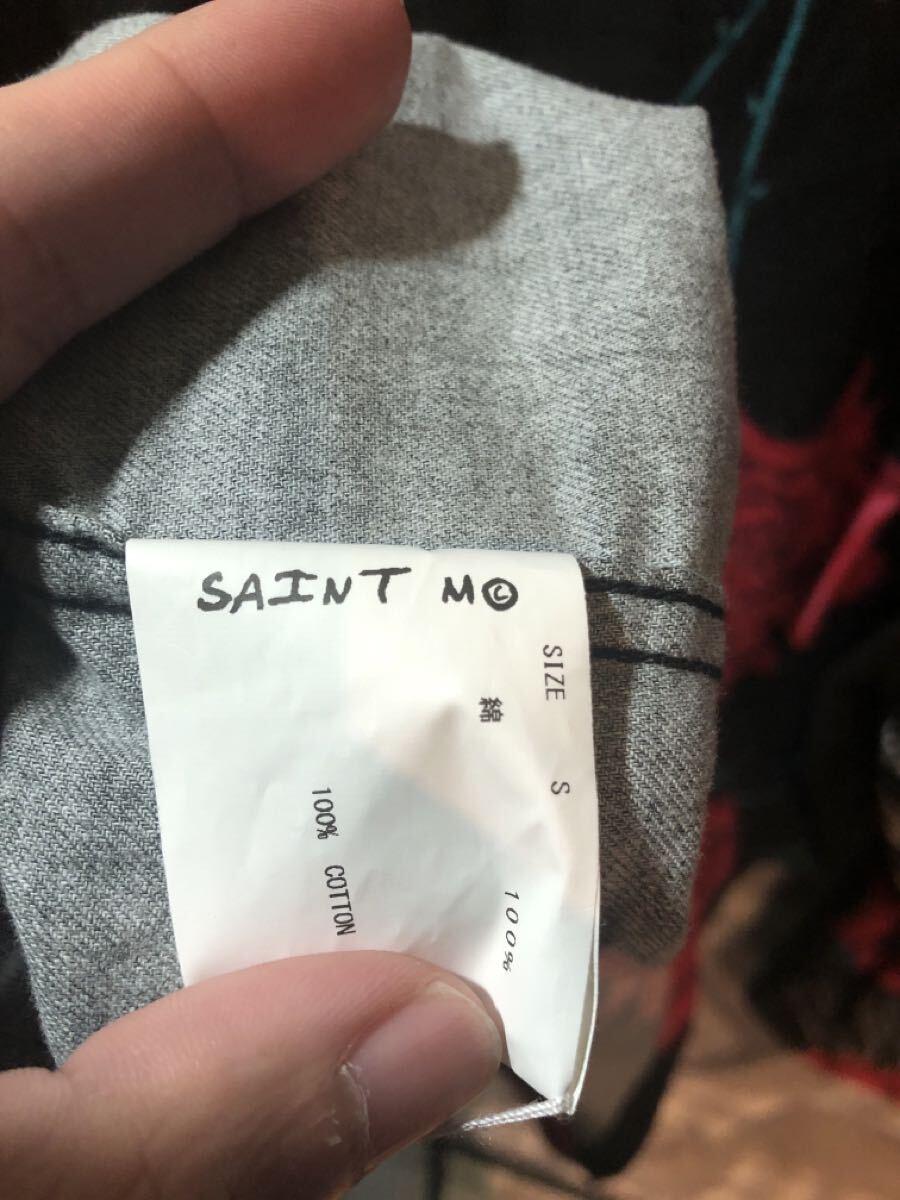 SAINT M©
SIZE S
綿 100%
100% COTTON